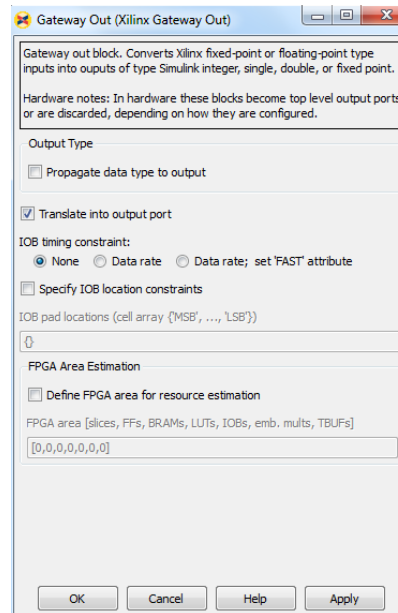 Gateway Out (Xilinx Gateway Out)
Gateway out block. Converts Xilinx fixed-point or floating-point type
inputs into ouputs of type Simulink integer, single, double, or fixed point.
Hardware notes: In hardware these blocks become top level output ports
or are discarded, depending on how they are configured.
Output Type
Propagate data type to output
Translate into output port
IOB timing constraint:
None Data rate Data rate; set 'FAST' attribute
Specify IOB location constraints
IOB pad locations (cell array {'MSB', ..., 'LSB'})
{}
FPGA Area Estimation
Define FPGA area for resource estimation
FPGA area [slices, FFs, BRAMs, LUTs, IOBs, emb. mults, TBUFs]
[0,0,0,0,0,0,0]
OK Cancel Help Apply